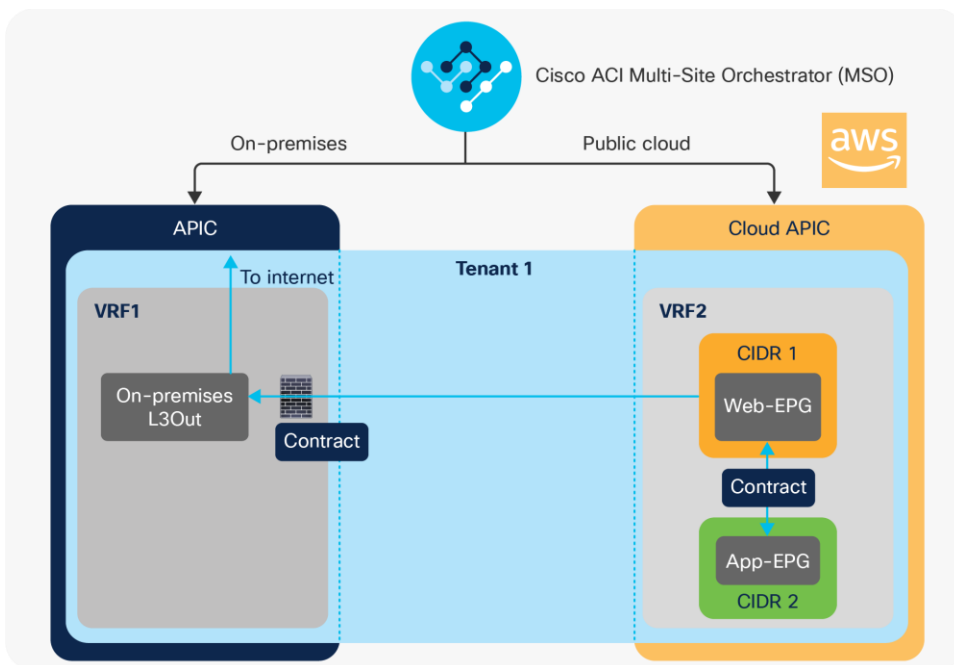 Cisco ACI Multi-Site Orchestrator (MSO)
On-premises
Public cloud
aws
APIC
Cloud APIC
To internet
Tenant 1
VRF1
VRF2
CIDR 1
On-premises
L3Out
Web-EPG
Contract
Contract
App-EPG
CIDR 2